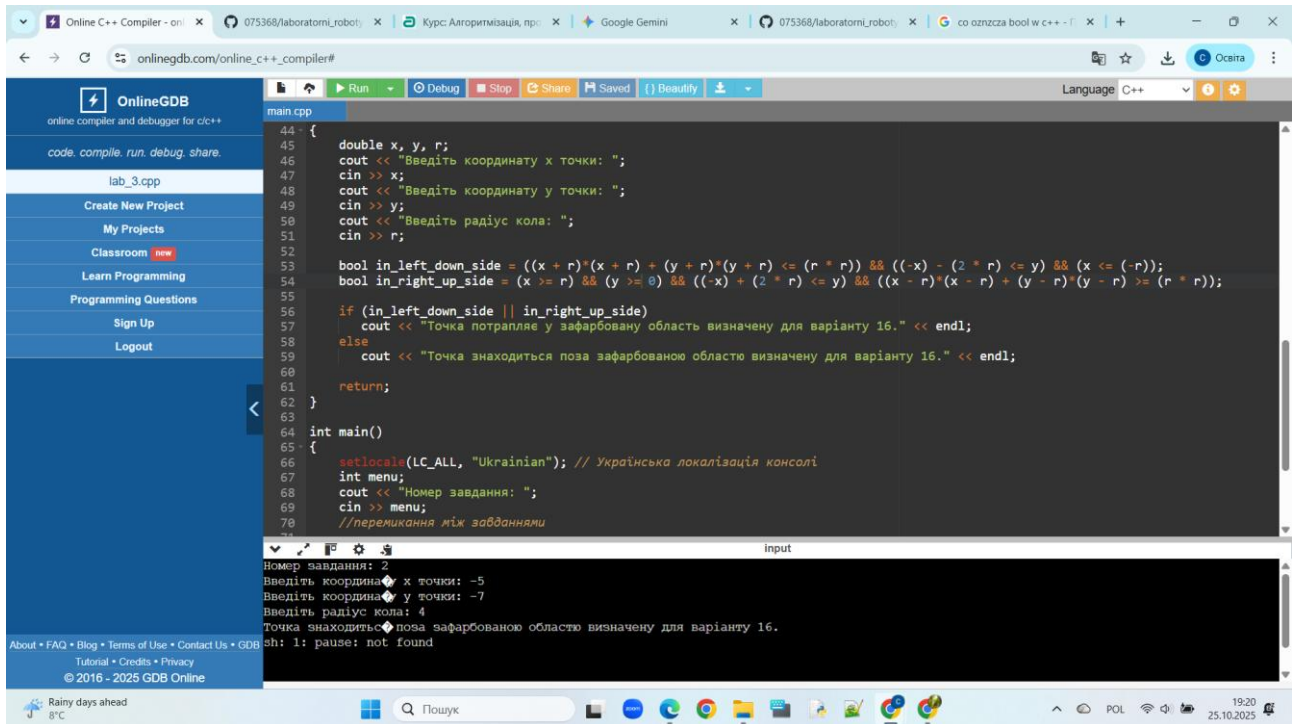 Online C++ Compiler - onl
075368/laboratorni_roboty
Курс: Алгоритмізація, про
Google Gemini
075368/laboratorni_roboty
co oznzcza bool w c++ - П
onlinegdb.com/online_c++_compiler#
Освіта
OnlineGDB
online compiler and debugger for c/c++
code. compile. run. debug. share.
lab_3.cpp
Create New Project
My Projects
Classroom new
Learn Programming
Programming Questions
Sign Up
Logout
About • FAQ • Blog • Terms of Use • Contact Us • GDB
Tutorial • Credits • Privacy
© 2016 - 2025 GDB Online
Run Debug Stop Share Saved {} Beautify
Language C++
main.cpp
44 {
45 double x, y, r;
46 cout << "Введіть координату x точки: ";
47 cin >> x;
48 cout << "Введіть координату y точки: ";
49 cin >> y;
50 cout << "Введіть радіус кола: ";
51 cin >> r;
52
53 bool in_left_down_side = ((x + r)*(x + r) + (y + r)*(y + r) <= (r * r)) && ((-x) - (2 * r) <= y) && (x <= (-r));
54 bool in_right_up_side = (x >= r) && (y >= 0) && ((-x) + (2 * r) <= y) && ((x - r)*(x - r) + (y - r)*(y - r) >= (r * r));
55
56 if (in_left_down_side || in_right_up_side)
57 cout << "Точка потрапляє у зафарбовану область визначену для варіанту 16." << endl;
58 else
59 cout << "Точка знаходиться поза зафарбованою областю визначену для варіанту 16." << endl;
60
61 return;
62 }
63
64 int main()
65 {
66 setlocale(LC_ALL, "Ukrainian"); // Українська локалізація консолі
67 int menu;
68 cout << "Номер завдання: ";
69 cin >> menu;
70 //перемикання між завданнями
input
Номер завдання: 2
Введіть координа�у x точки: -5
Введіть координа�у y точки: -7
Введіть радіус кола: 4
Точка знаходитьс� поза зафарбованою областю визначену для варіанту 16.
sh: 1: pause: not found
Rainy days ahead
8°C
Пошук
POL
19:20
25.10.2025